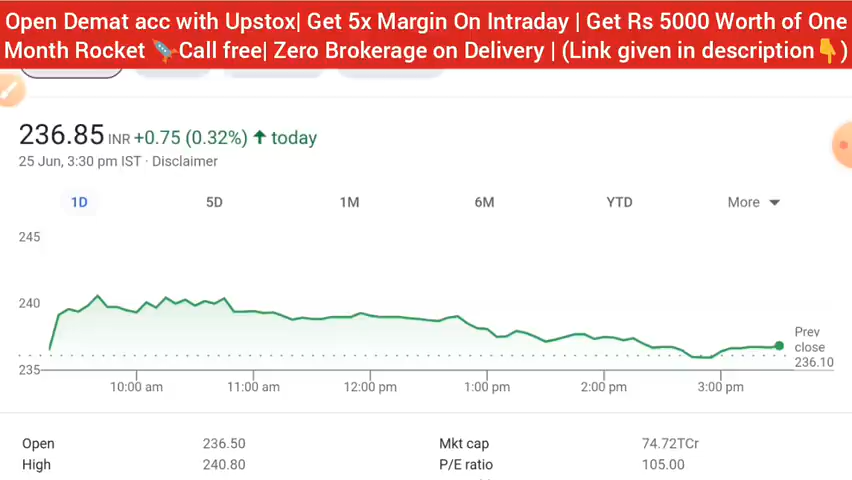 Open Demat acc with Upstox| Get 5x Margin On Intraday | Get Rs 5000 Worth of One
Month Rocket 🚀Call free| Zero Brokerage on Delivery | (Link given in description👇)
236.85 INR +0.75 (0.32%) ↑ today
25 Jun, 3:30 pm IST · Disclaimer
1D 5D 1M 6M YTD More
245
240
235
Prev
close
236.10
10:00 am 11:00 am 12:00 pm 1:00 pm 2:00 pm 3:00 pm
Open 236.50 Mkt cap 74.72TCr
High 240.80 P/E ratio 105.00